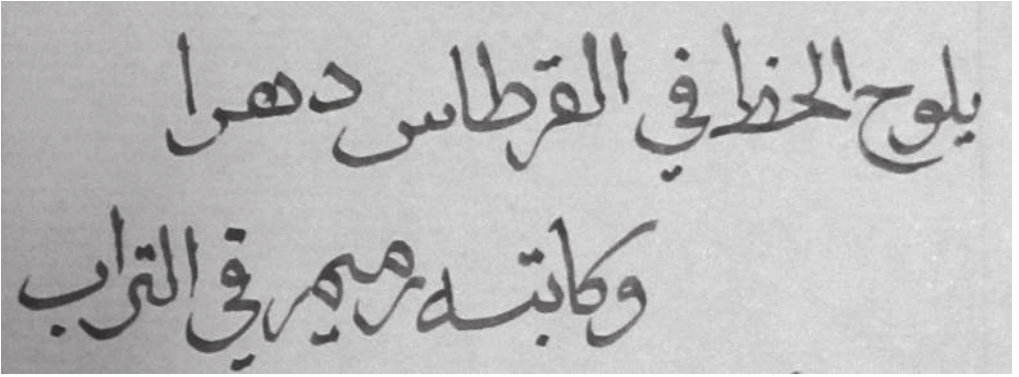 يلوح الخط في القرطاس دهرا
وكاتبه رميم في التراب